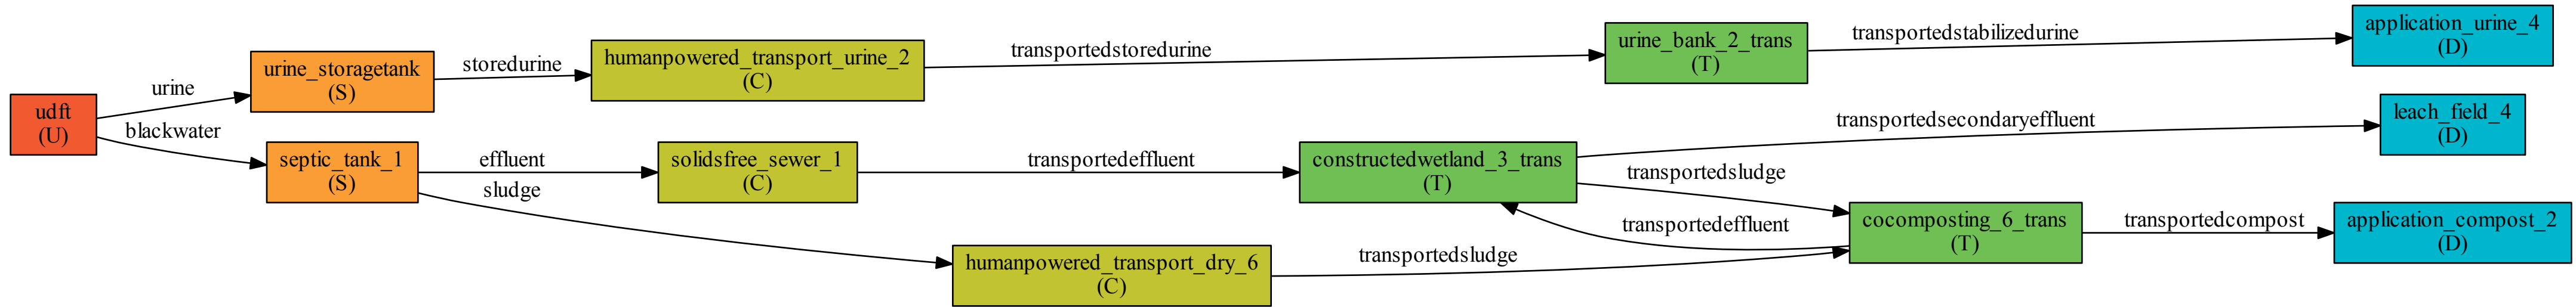 udft
(U)
urine
blackwater
urine_storagetank
(S)
septic_tank_1
(S)
storedurine
effluent
sludge
humanpowered_transport_urine_2
(C)
solidsfree_sewer_1
(C)
humanpowered_transport_dry_6
(C)
transportedstoredurine
transportedeffluent
transportedsludge
constructedwetland_3_trans
(T)
urine_bank_2_trans
(T)
transportedsludge
transportedeffluent
cocomposting_6_trans
(T)
transportedstabilizedurine
transportedsecondaryeffluent
transportedcompost
application_urine_4
(D)
leach_field_4
(D)
application_compost_2
(D)